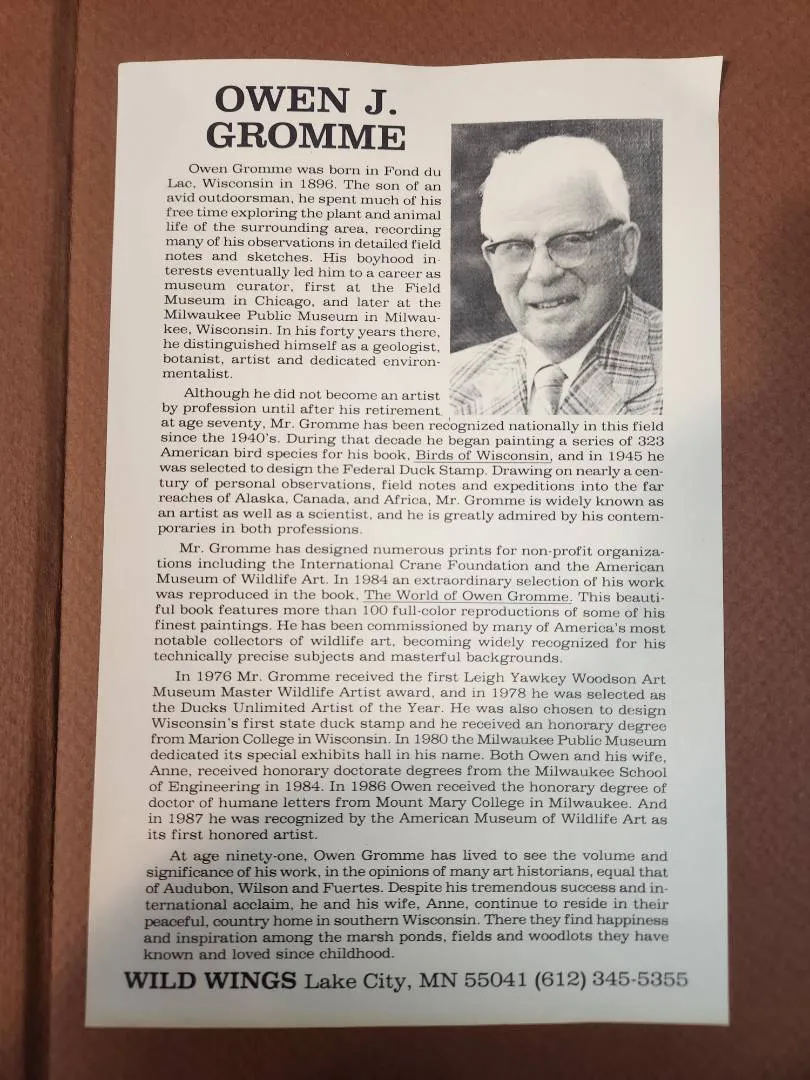 OWEN J.
GROMME
Owen Gromme was born in Fond du
Lac, Wisconsin in 1896. The son of an
avid outdoorsman, he spent much of his
free time exploring the plant and animal
life of the surrounding area, recording
many of his observations in detailed field
notes and sketches. His boyhood in-
terests eventually led him to a career as
museum curator, first at the Field
Museum in Chicago, and later at the
Milwaukee Public Museum in Milwau-
kee, Wisconsin. In his forty years there,
he distinguished himself as a geologist,
botanist, artist and dedicated environ-
mentalist.
Although he did not become an artist
by profession until after his retirement
at age seventy, Mr. Gromme has been recognized nationally in this field
since the 1940's. During that decade he began painting a series of 323
American bird species for his book, Birds of Wisconsin, and in 1945 he
was selected to design the Federal Duck Stamp. Drawing on nearly a cen-
tury of personal observations, field notes and expeditions into the far
reaches of Alaska, Canada, and Africa, Mr. Gromme is widely known as
an artist as well as a scientist, and he is greatly admired by his contem-
poraries in both professions.
Mr. Gromme has designed numerous prints for non-profit organiza-
tions including the International Crane Foundation and the American
Museum of Wildlife Art. In 1984 an extraordinary selection of his work
was reproduced in the book, The World of Owen Gromme. This beauti-
ful book features more than 100 full-color reproductions of some of his
finest paintings. He has been commissioned by many of America's most
notable collectors of wildlife art, becoming widely recognized for his
technically precise subjects and masterful backgrounds.
In 1976 Mr. Gromme received the first Leigh Yawkey Woodson Art
Museum Master Wildlife Artist award, and in 1978 he was selected as
the Ducks Unlimited Artist of the Year. He was also chosen to design
Wisconsin's first state duck stamp and he received an honorary degree
from Marion College in Wisconsin. In 1980 the Milwaukee Public Museum
dedicated its special exhibits hall in his name. Both Owen and his wife,
Anne, received honorary doctorate degrees from the Milwaukee School
of Engineering in 1984. In 1986 Owen received the honorary degree of
doctor of humane letters from Mount Mary College in Milwaukee. And
in 1987 he was recognized by the American Museum of Wildlife Art as
its first honored artist.
At age ninety-one, Owen Gromme has lived to see the volume and
significance of his work, in the opinions of many art historians, equal that
of Audubon, Wilson and Fuertes. Despite his tremendous success and in-
ternational acclaim, he and his wife, Anne, continue to reside in their
peaceful, country home in southern Wisconsin. There they find happiness
and inspiration among the marsh ponds, fields and woodlots they have
known and loved since childhood.
WILD WINGS Lake City, MN 55041 (612) 345-5355